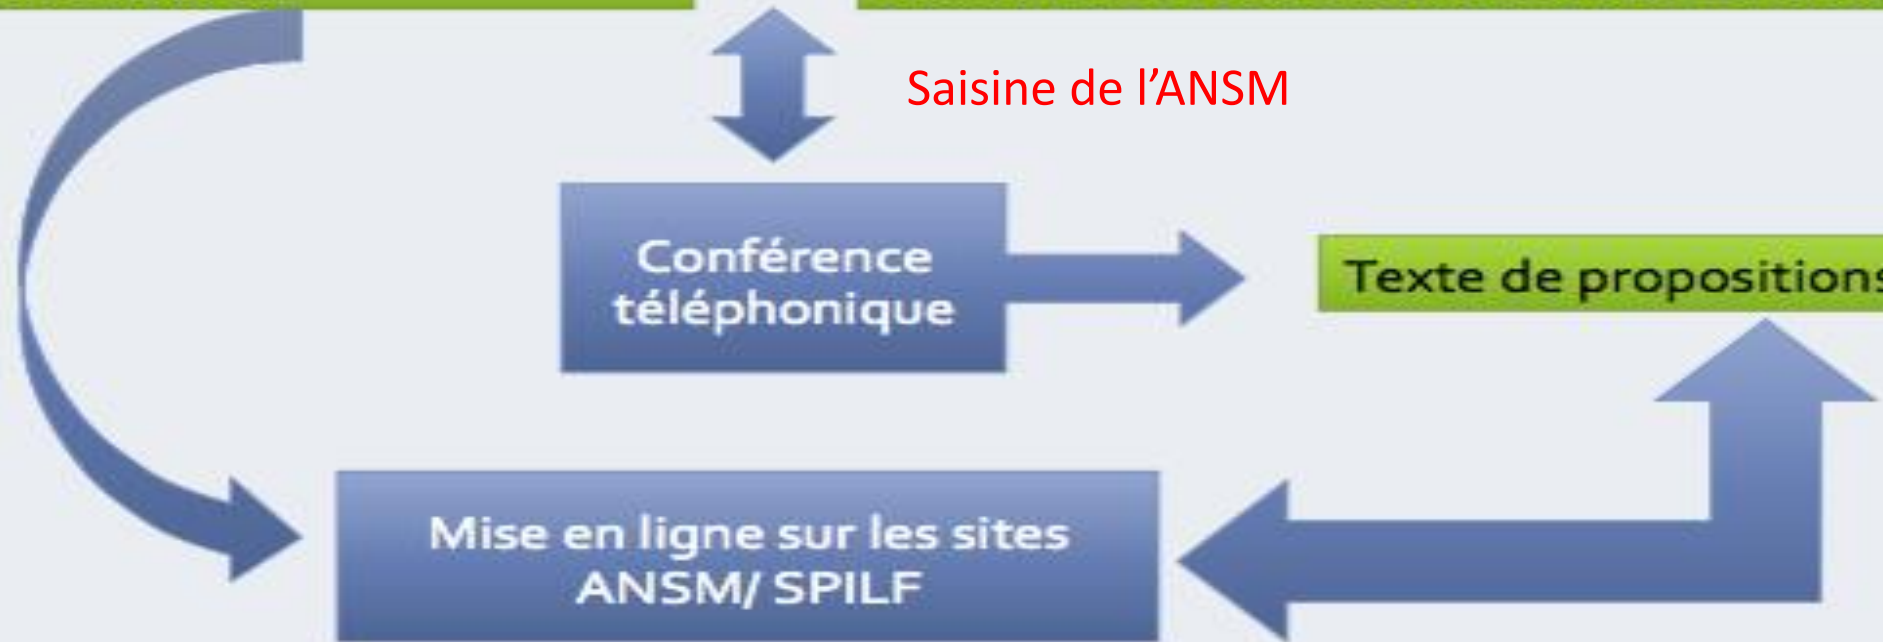 Saisine de l’ANSM
Conférence
téléphonique
Texte de propositions
Mise en ligne sur les sites
ANSM/ SPILF